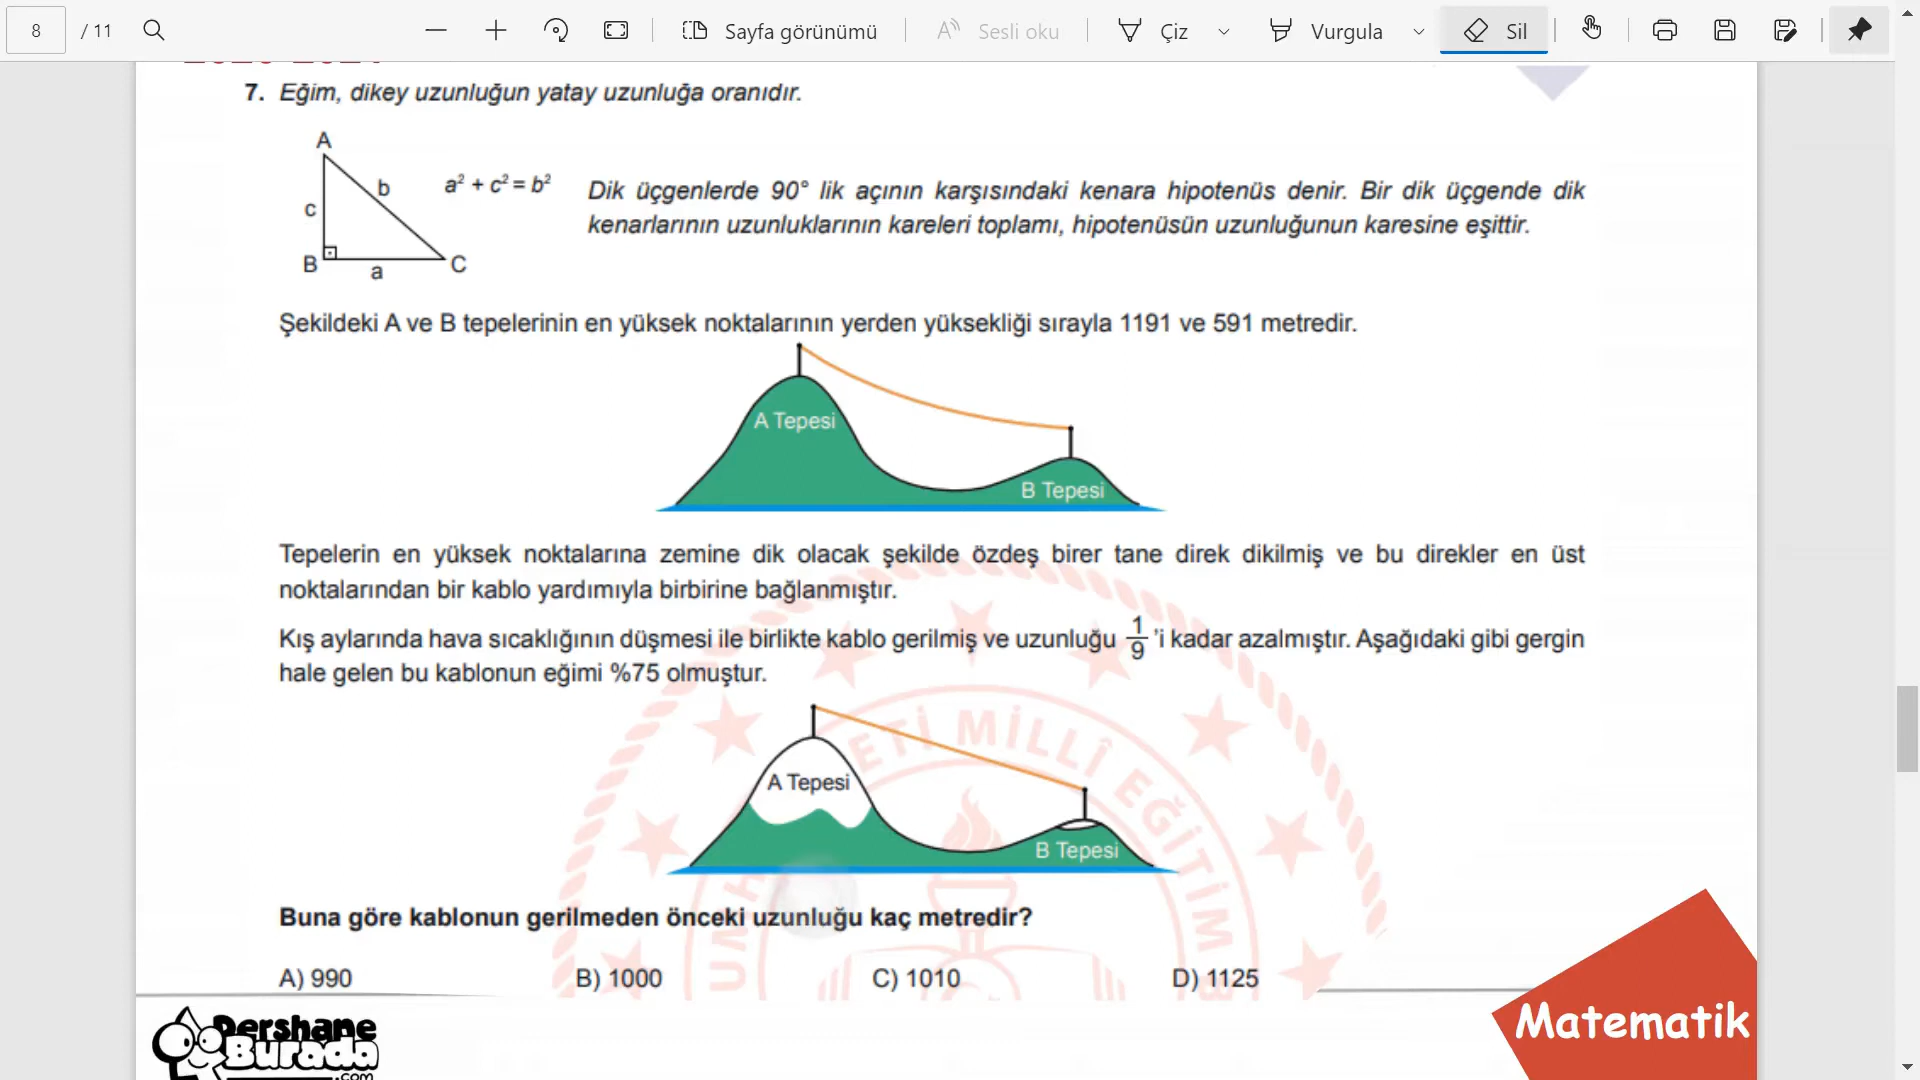 8 / 11 Sayfa görünümü Sesli oku Çiz Vurgula Sil
7. Eğim, dikey uzunluğun yatay uzunluğa oranıdır.
A
b
c
B
a
C
a² + c² = b²
Dik üçgenlerde 90° lik açının karşısındaki kenara hipotenüs denir. Bir dik üçgende dik
kenarlarının uzunluklarının kareleri toplamı, hipotenüsün uzunluğunun karesine eşittir.
Şekildeki A ve B tepelerinin en yüksek noktalarının yerden yüksekliği sırayla 1191 ve 591 metredir.
A Tepesi
B Tepesi
Tepelerin en yüksek noktalarına zemine dik olacak şekilde özdeş birer tane direk dikilmiş ve bu direkler en üst
noktalarından bir kablo yardımıyla birbirine bağlanmıştır.
Kış aylarında hava sıcaklığının düşmesi ile birlikte kablo gerilmiş ve uzunluğu 1/9 'i kadar azalmıştır. Aşağıdaki gibi gergin
hale gelen bu kablonun eğimi %75 olmuştur.
ETİ MİLLÎ EĞİTİM
A Tepesi
B Tepesi
Buna göre kablonun gerilmeden önceki uzunluğu kaç metredir?
A) 990 B) 1000 C) 1010 D) 1125
Dershane
Burada
.com
Matematik